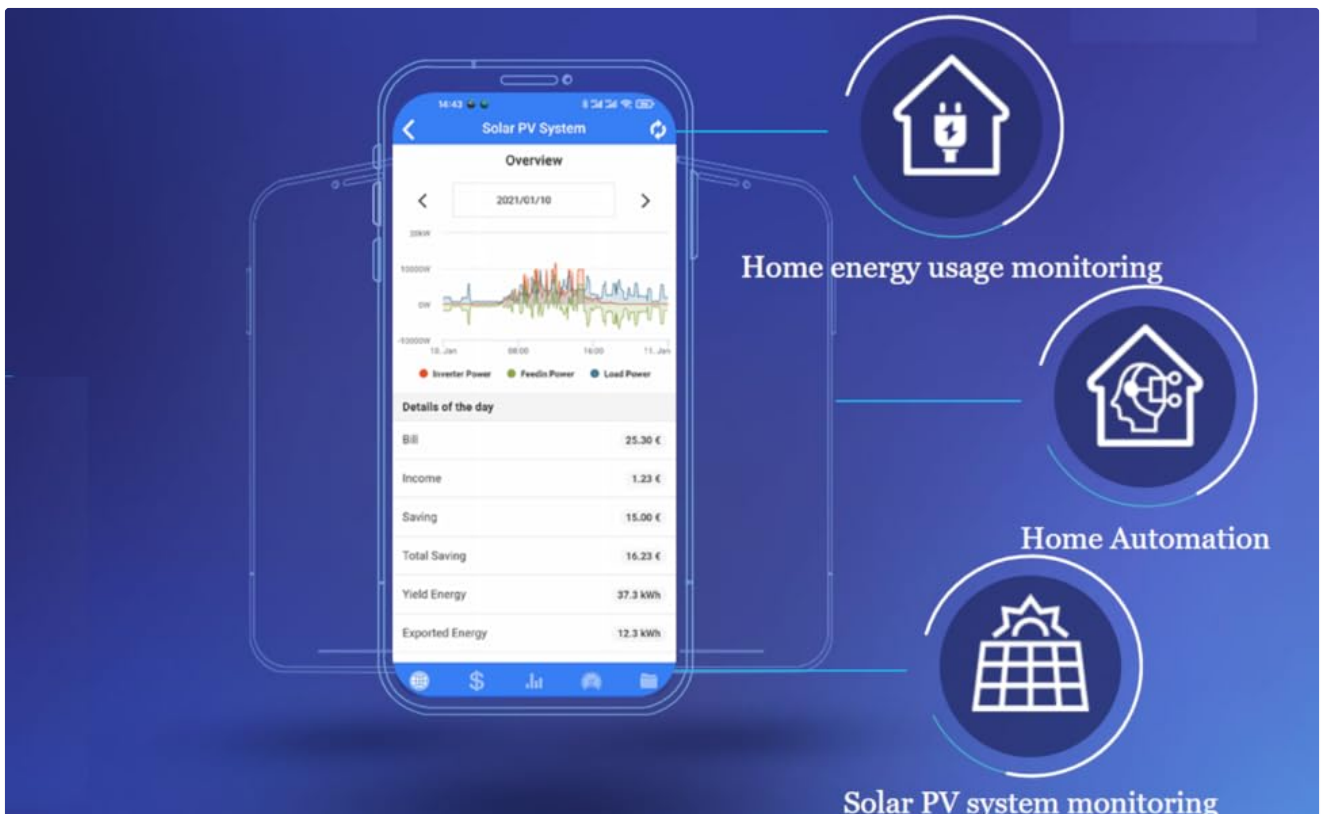 14:43
Solar PV System
Overview
2021/01/10
20kW
10000W
0W
-10000W
10. Jan 08:00 16:00 11. Jan
Inverter Power Feedin Power Load Power
Details of the day
Bill 25.30 €
Income 1.23 €
Saving 15.00 €
Total Saving 16.23 €
Yield Energy 37.3 kWh
Exported Energy 12.3 kWh
Home energy usage monitoring
Home Automation
Solar PV system monitoring